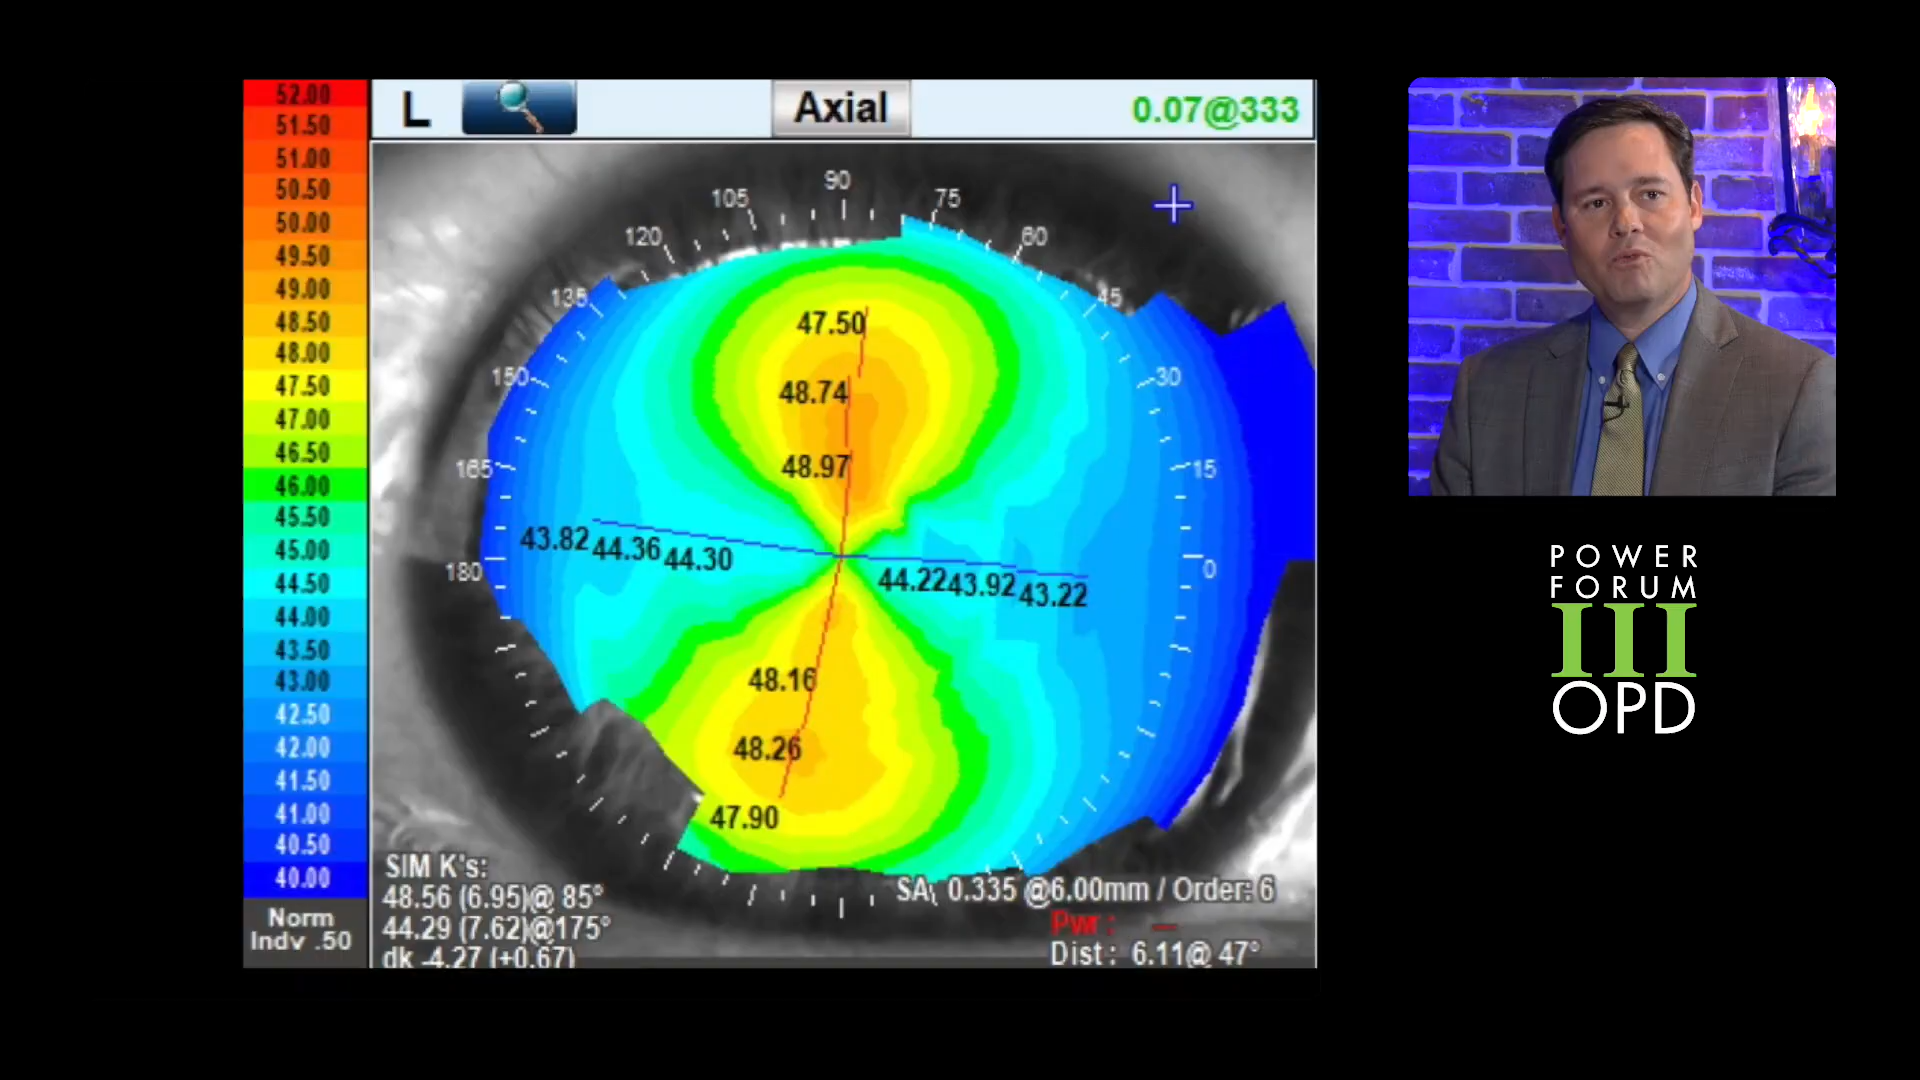 L
Axial
0.07@333
52.00
51.50
51.00
50.50
50.00
49.50
49.00
48.50
48.00
47.50
47.00
46.50
46.00
45.50
45.00
44.50
44.00
43.50
43.00
42.50
42.00
41.50
41.00
40.50
40.00
Norm
Indv .50
90
105
75
120
60
135
45
150
30
165
15
180
0
47.50
48.74
48.97
43.82 44.36 44.30
44.22 43.92 43.22
48.16
48.26
47.90
SIM K's:
48.56 (6.95)@ 85°
44.29 (7.62)@175°
dk -4.27 (+0.67)
SA, 0.335 @6.00mm / Order: 6
Pwr : ---
Dist : 6.11@ 47°
POWER
FORUM
III
OPD